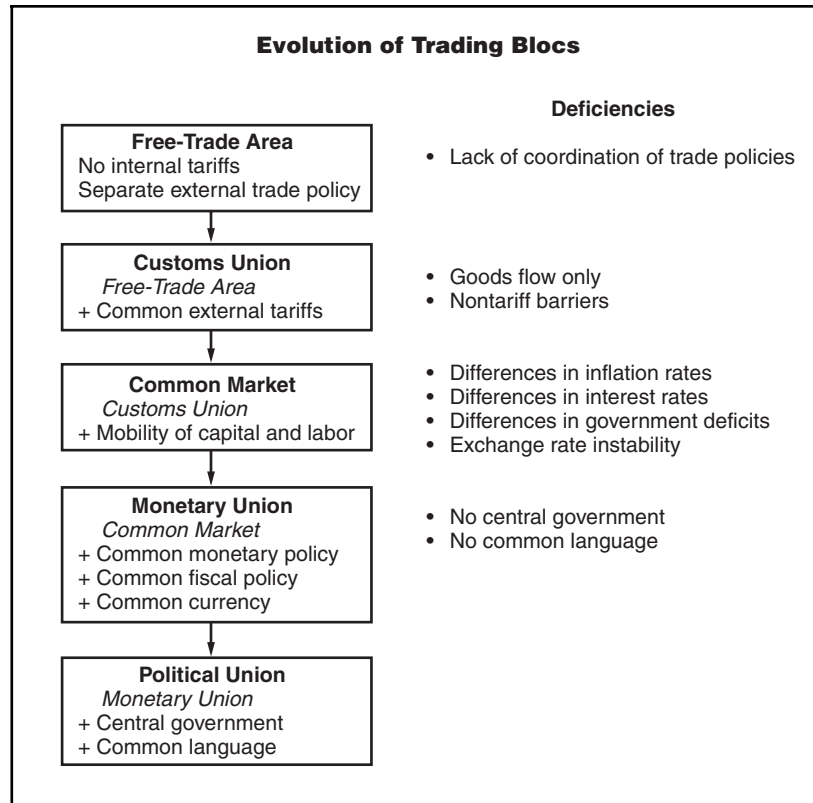 Evolution of Trading Blocs
Deficiencies
Free-Trade Area
No internal tariffs
Separate external trade policy
• Lack of coordination of trade policies
Customs Union
Free-Trade Area
+ Common external tariffs
• Goods flow only
• Nontariff barriers
Common Market
Customs Union
+ Mobility of capital and labor
• Differences in inflation rates
• Differences in interest rates
• Differences in government deficits
• Exchange rate instability
Monetary Union
Common Market
+ Common monetary policy
+ Common fiscal policy
+ Common currency
• No central government
• No common language
Political Union
Monetary Union
+ Central government
+ Common language